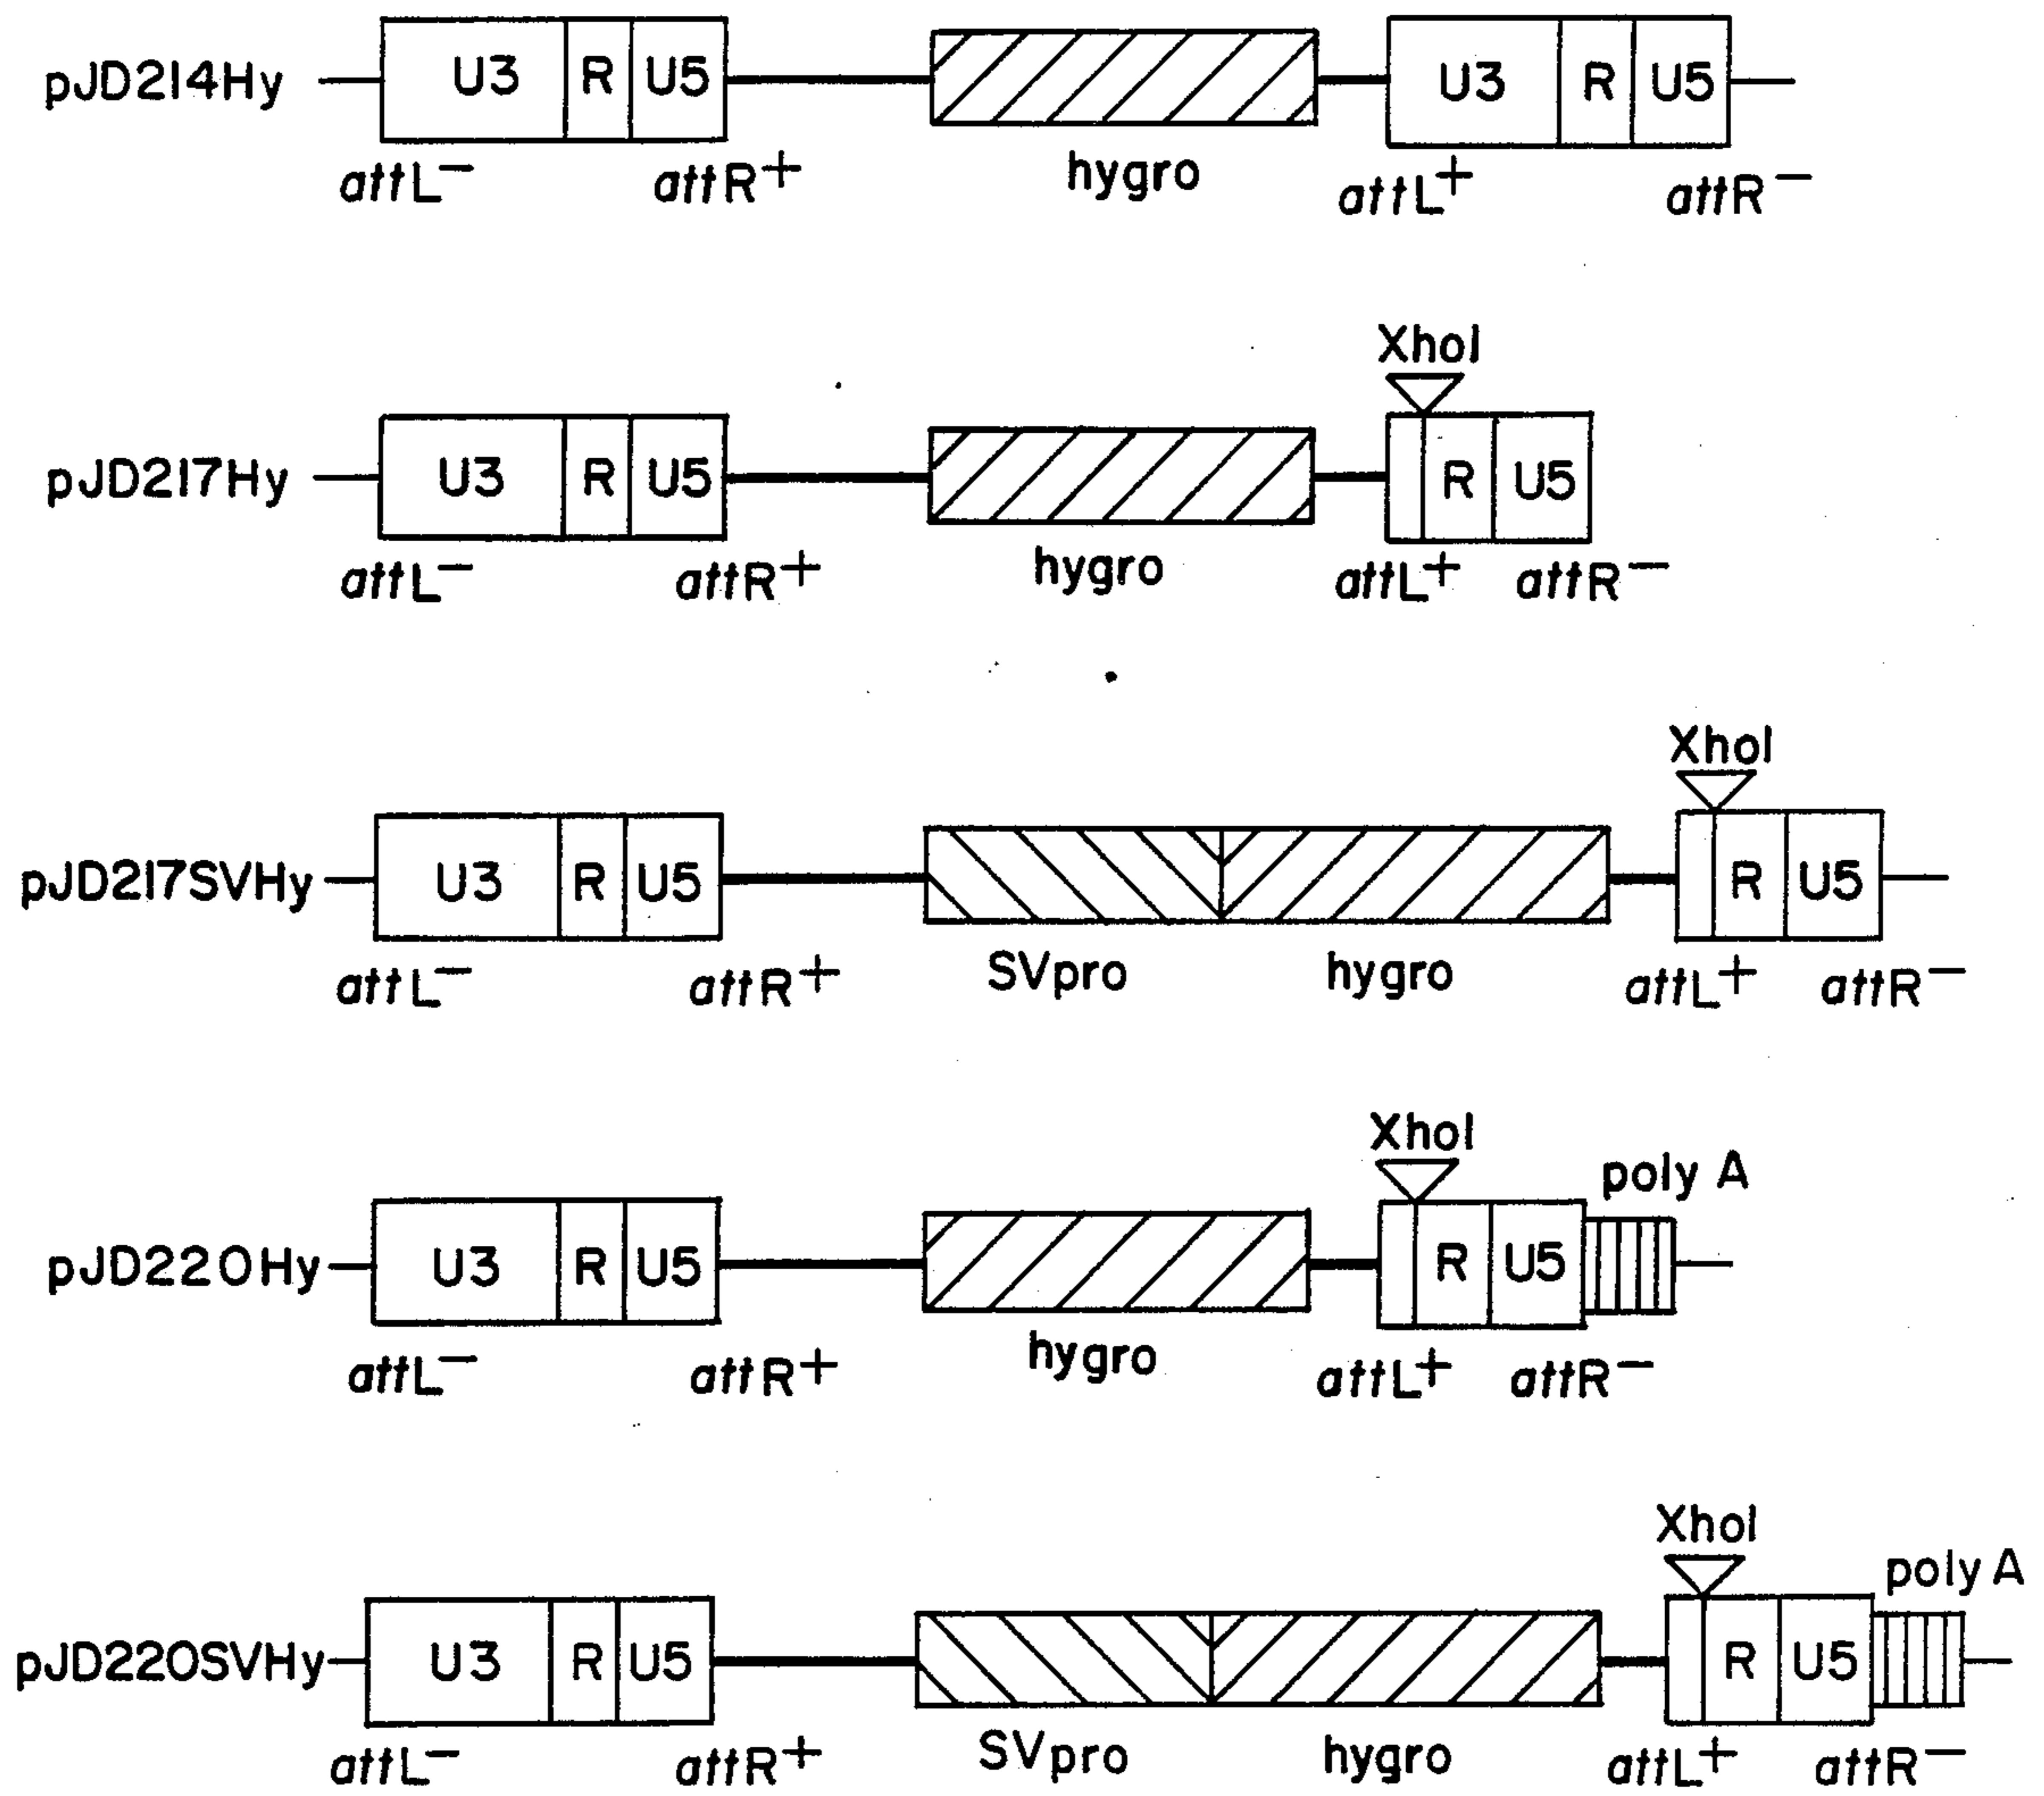 pJD214Hy U3 R U5 U3 R U5
attL− attR+ hygro attL+ attR−
XhoI
pJD217Hy U3 R U5 R U5
attL− attR+ hygro attL+ attR−
XhoI
pJD217SVHy U3 R U5 R U5
attL− attR+ SVpro hygro attL+ attR−
XhoI poly A
pJD220Hy U3 R U5 R U5
attL− attR+ hygro attL+ attR−
XhoI poly A
pJD220SVHy U3 R U5 R U5
attL− attR+ SVpro hygro attL+ attR−